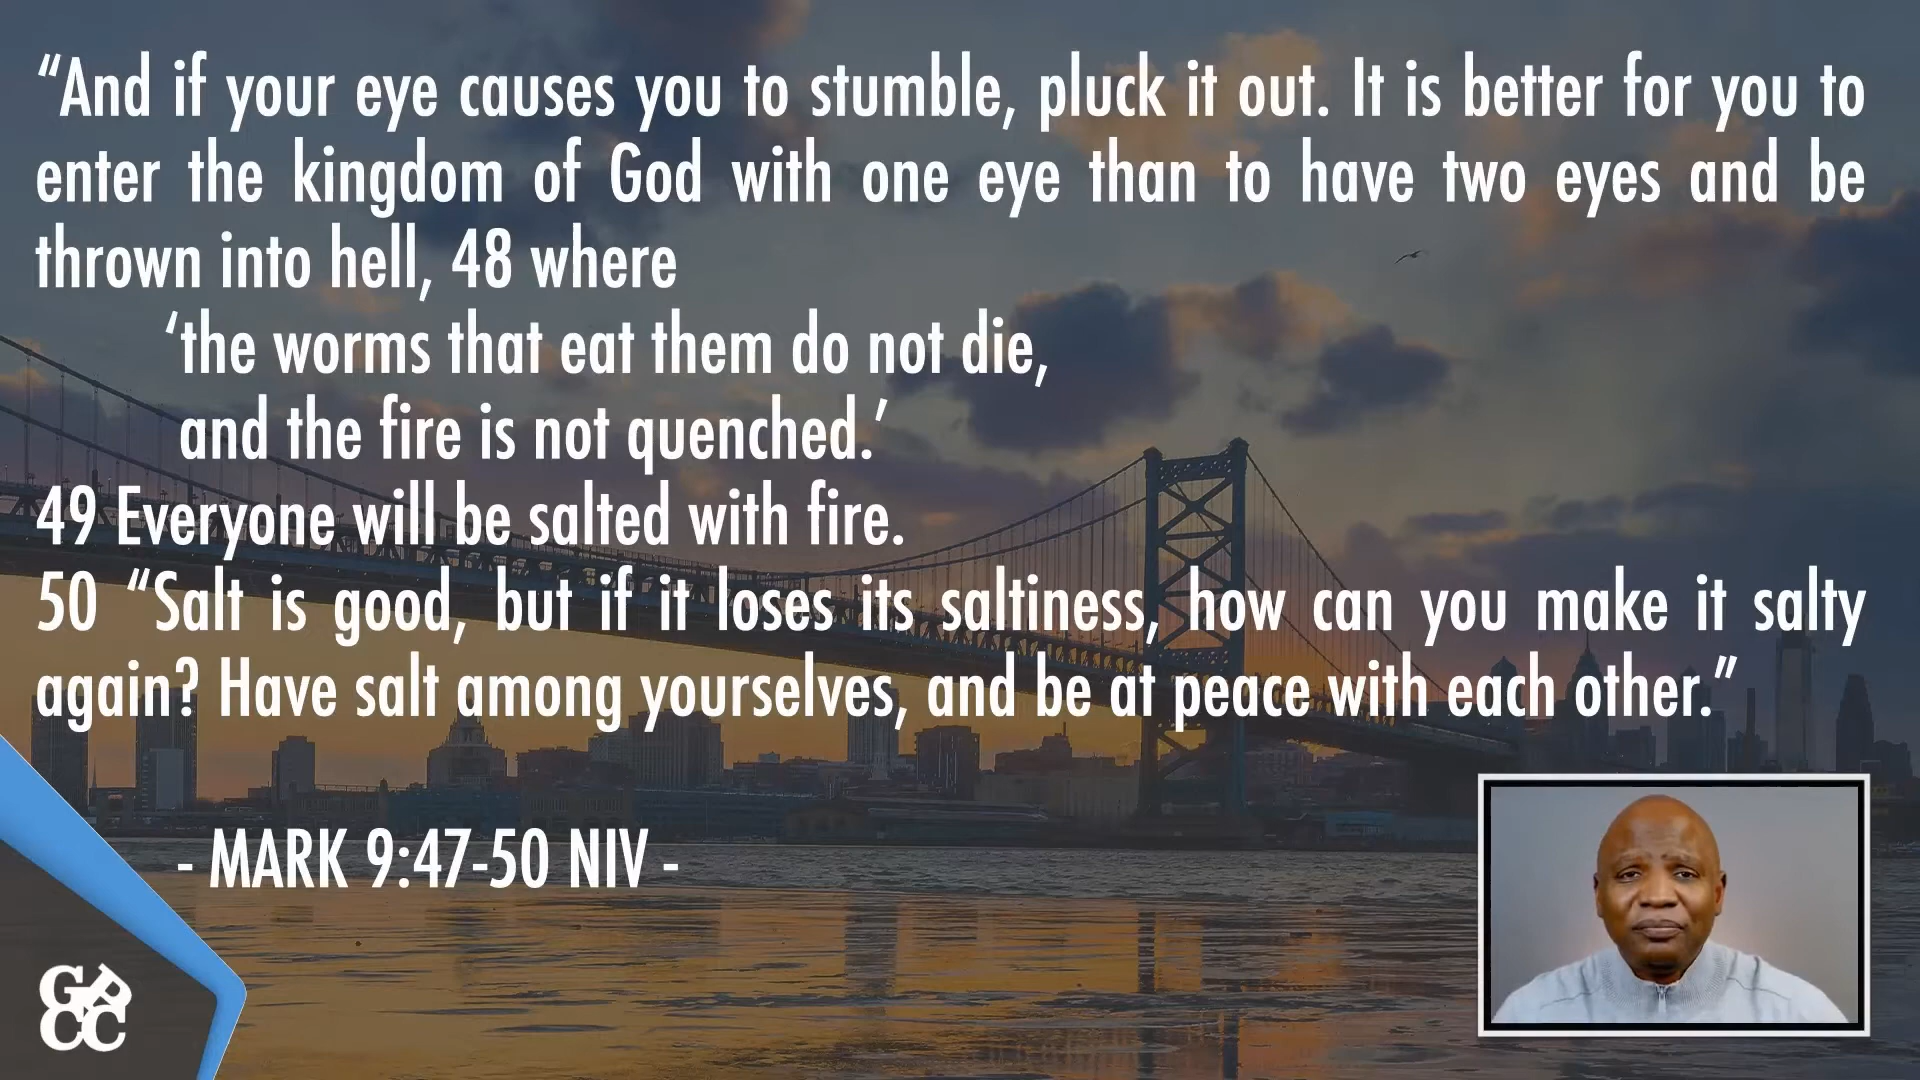 “And if your eye causes you to stumble, pluck it out. It is better for you to
enter the kingdom of God with one eye than to have two eyes and be
thrown into hell, 48 where
‘the worms that eat them do not die,
and the fire is not quenched.’
49 Everyone will be salted with fire.
50 “Salt is good, but if it loses its saltiness, how can you make it salty
again? Have salt among yourselves, and be at peace with each other.”
- MARK 9:47-50 NIV -